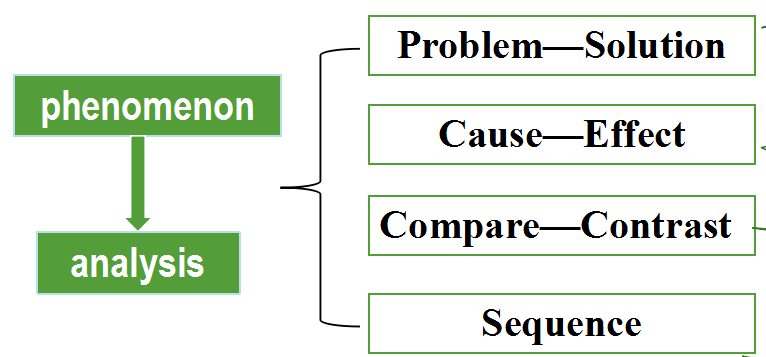 phenomenon
analysis
Problem—Solution
Cause—Effect
Compare—Contrast
Sequence